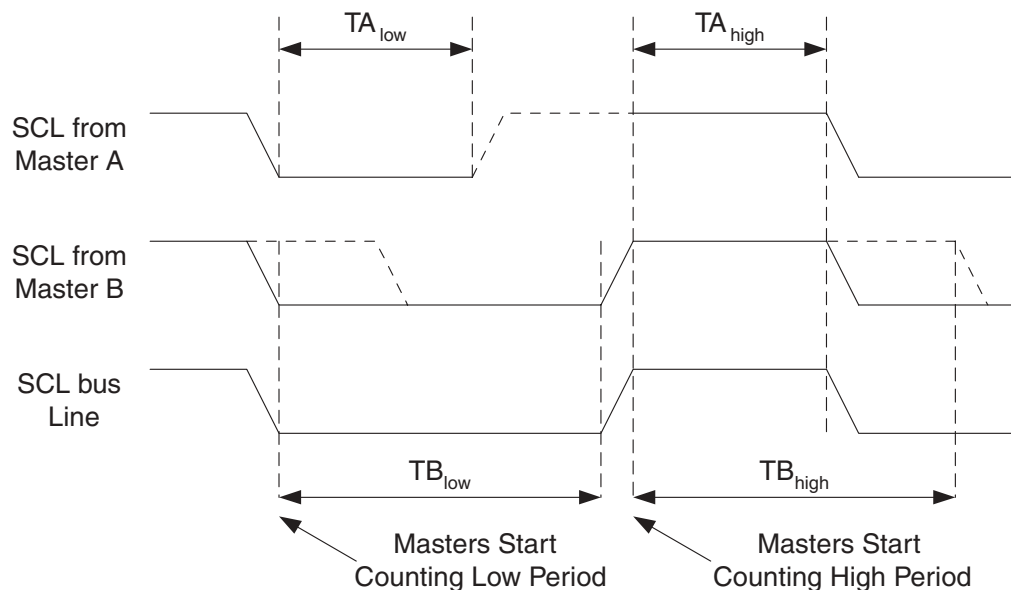 TA low
TA high
SCL from
Master A
SCL from
Master B
SCL bus
Line
TB low
TB high
Masters Start
Counting Low Period
Masters Start
Counting High Period